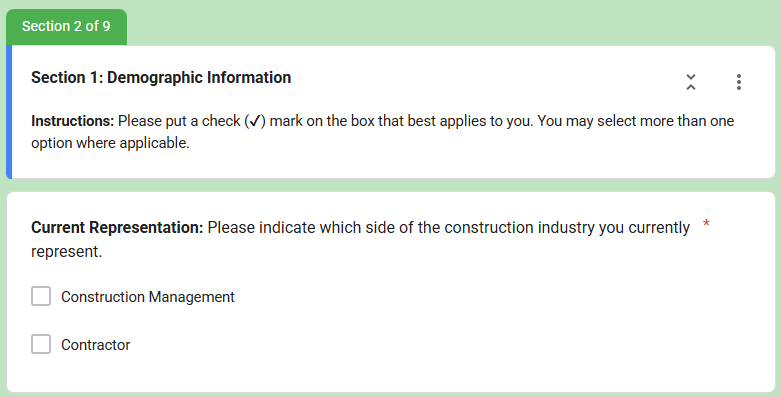 Section 2 of 9
Section 1: Demographic Information
Instructions: Please put a check (✓) mark on the box that best applies to you. You may select more than one
option where applicable.
Current Representation: Please indicate which side of the construction industry you currently *
represent.
Construction Management
Contractor